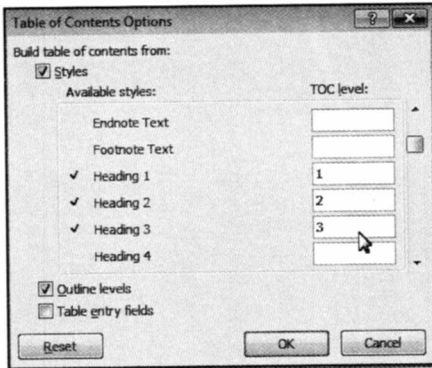 Table of Contents Options
Build table of contents from:
Styles
Available styles: TOC level:
Endnote Text
Footnote Text
Heading 1 1
Heading 2 2
Heading 3 3
Heading 4
Outline levels
Table entry fields
Reset OK Cancel